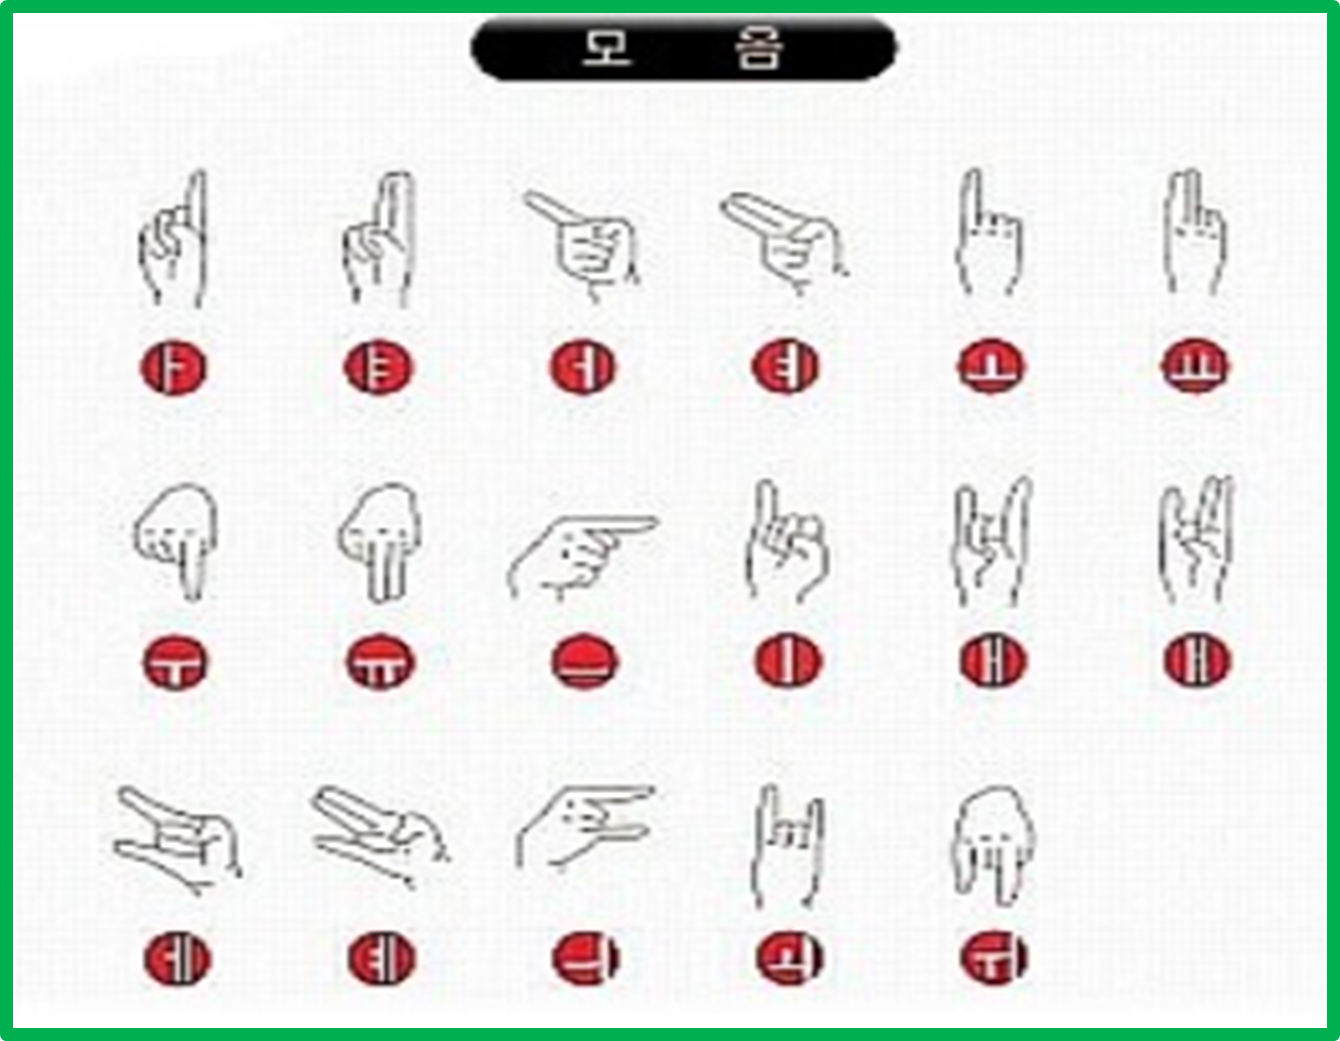 모 음
ㅏ ㅑ ㅓ ㅕ ㅗ ㅛ
ㅜ ㅠ ㅡ ㅣ ㅐ ㅒ
ㅔ ㅖ ㅢ ㅚ ㅟ